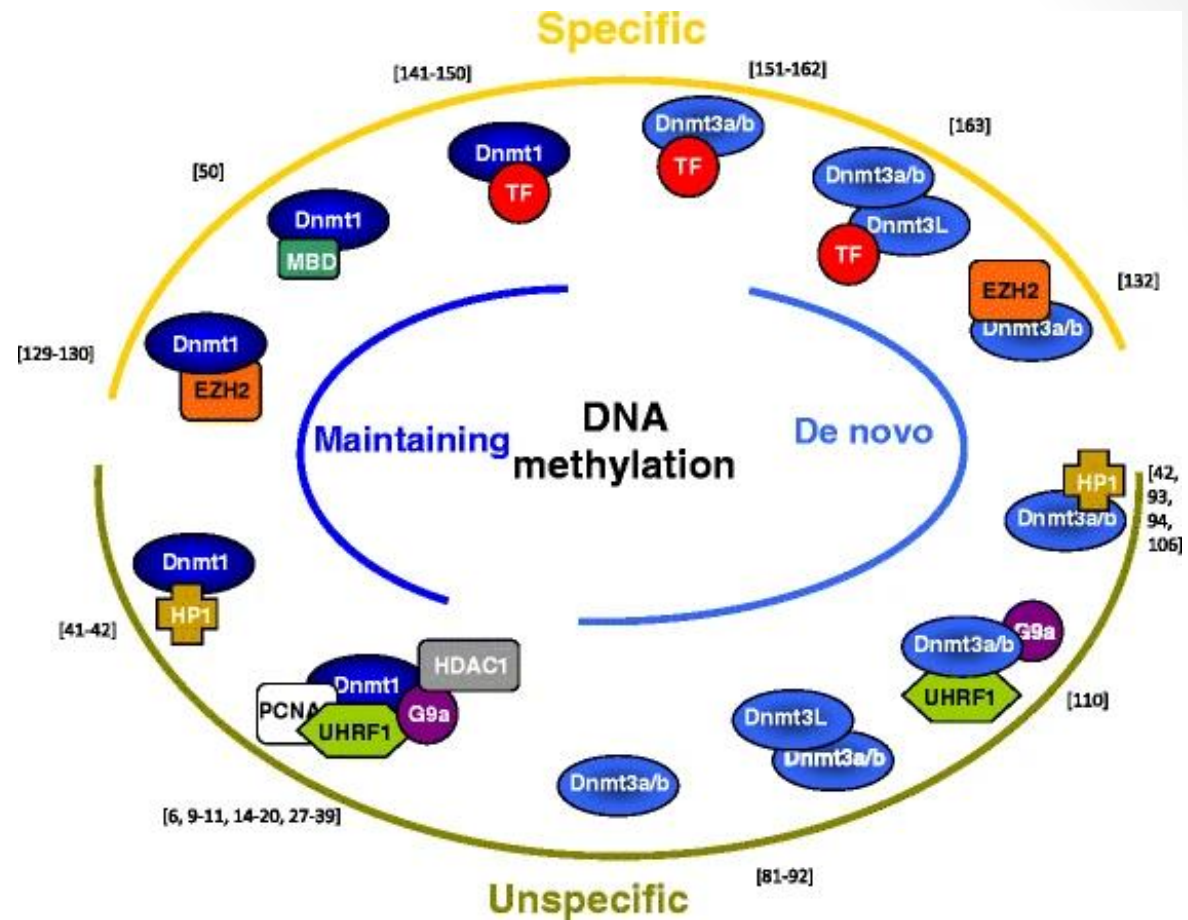 Specific
[141-150]
[151-162]
[163]
[50]
[132]
[129-130]
Dnmt1
TF
Dnmt3a/b
TF
Dnmt3a/b
Dnmt3L
TF
Dnmt1
MBD
EZH2
Dnmt3a/b
Dnmt1
EZH2
Maintaining
DNA
methylation
De novo
HP1
Dnmt3a/b
[42,
93,
94,
106]
Dnmt1
HP1
[41-42]
HDAC1
Dnmt1
PCNA
UHRF1
G9a
[6, 9-11, 14-20, 27-39]
Dnmt3a/b
Dnmt3L
Dnmt3a/b
G9a
Dnmt3a/b
UHRF1
[110]
[81-92]
Unspecific